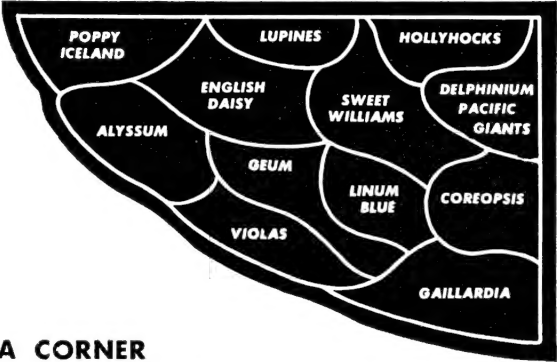 POPPY
ICELAND
LUPINES
HOLLYHOCKS
ENGLISH
DAISY
SWEET
WILLIAMS
DELPHINIUM
PACIFIC
GIANTS
ALYSSUM
GEUM
LINUM
BLUE
COREOPSIS
VIOLAS
GAILLARDIA
A CORNER